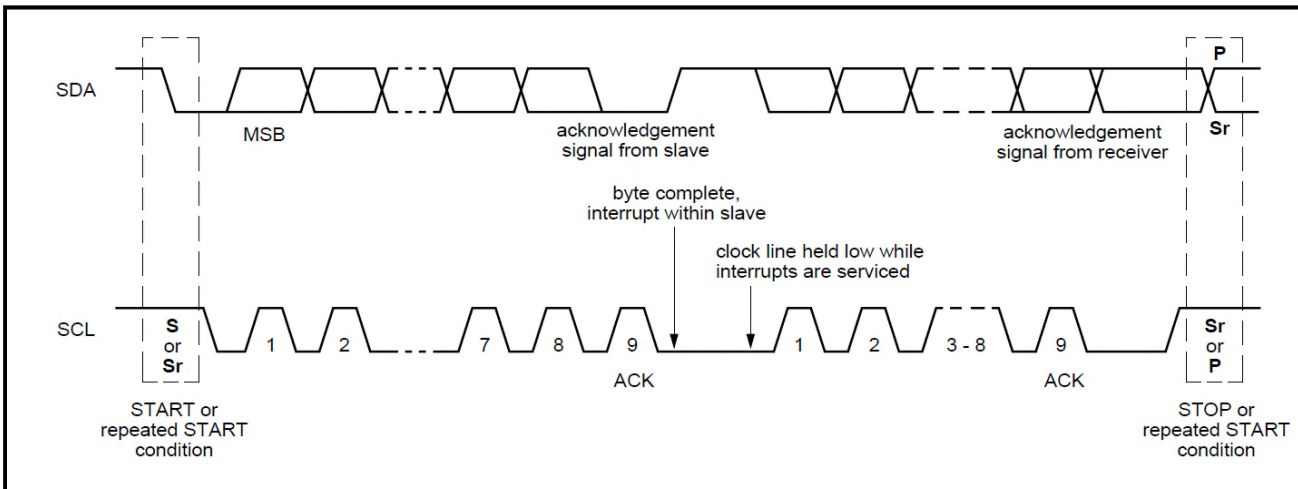 P
SDA
MSB
acknowledgement
signal from slave
acknowledgement
signal from receiver
Sr
byte complete,
interrupt within slave
clock line held low while
interrupts are serviced
SCL
S
or
Sr
1
2
7
8
9
1
2
3 - 8
9
Sr
or
P
ACK
ACK
START or
repeated START
condition
STOP or
repeated START
condition